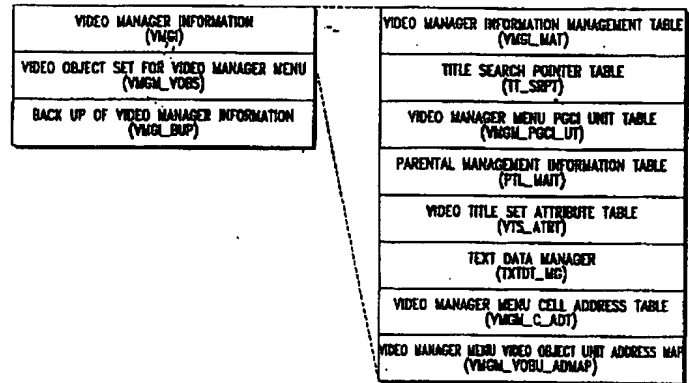 VIDEO MANAGER INFORMATION
(VMGI)
VIDEO OBJECT SET FOR VIDEO MANAGER MENU
(VMGM_VOBS)
BACK UP OF VIDEO MANAGER INFORMATION
(VMGI_BUP)
VIDEO MANAGER INFORMATION MANAGEMENT TABLE
(VMGI_MAT)
TITLE SEARCH POINTER TABLE
(TT_SRPT)
VIDEO MANAGER MENU PGCI UNIT TABLE
(VMGM_PGCI_UT)
PARENTAL MANAGEMENT INFORMATION TABLE
(PTL_MAIT)
VIDEO TITLE SET ATTRIBUTE TABLE
(VTS_ATRT)
TEXT DATA MANAGER
(TXTDT_MG)
VIDEO MANAGER MENU CELL ADDRESS TABLE
(VMGM_C_ADT)
VIDEO MANAGER MENU VIDEO OBJECT UNIT ADDRESS MAP
(VMGM_VOBU_ADMAP)